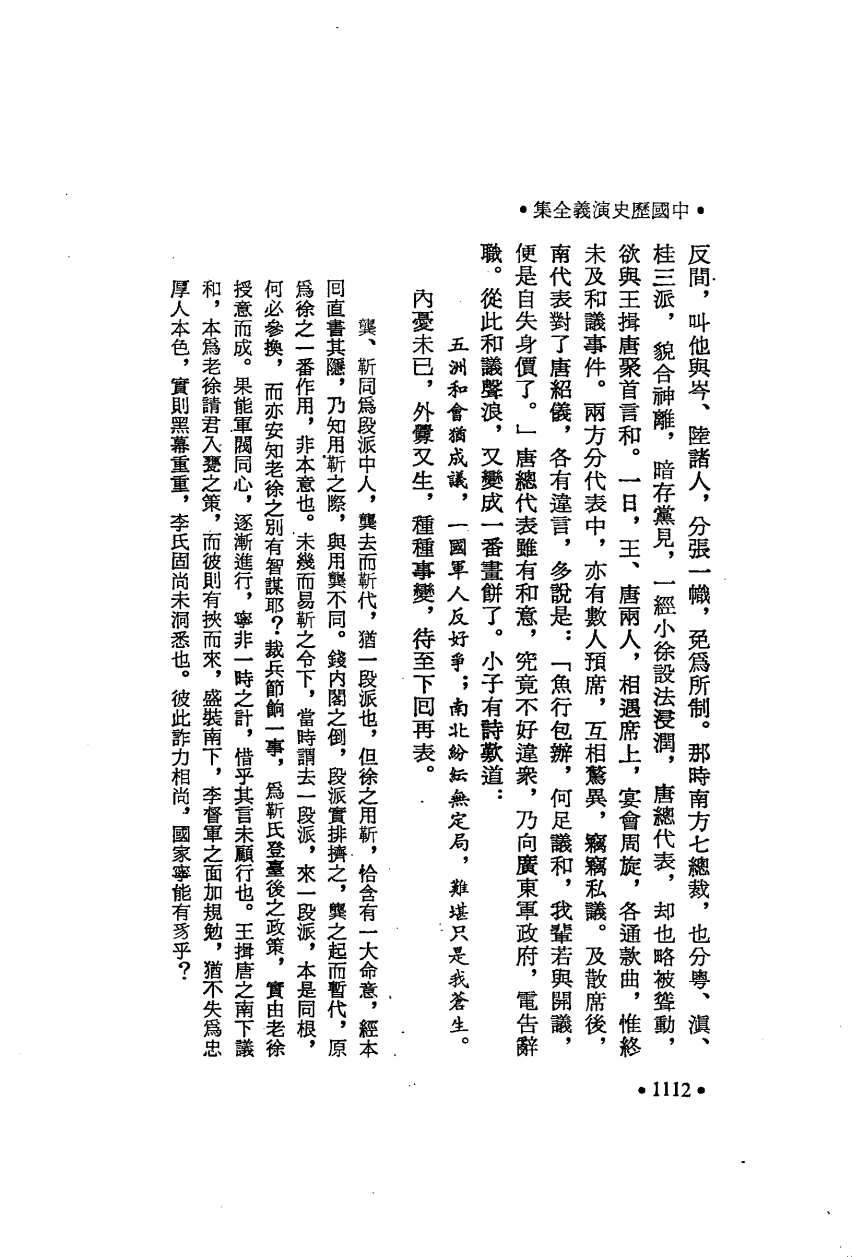 •中國歷史演義全集•
反間，叫他與岑、陸諸人，分張一幟，免爲所制。那時南方七總裁，也分粵、滇、
桂三派，貌合神離，暗存黨見，一經小徐設法浸潤，唐總代表，却也略被聳動，
欲與王揖唐聚首言和。一日，王、唐兩人，相遇席上，宴會周旋，各通款曲，惟終
未及和議事件。兩方分代表中，亦有數人預席，互相驚異，竊竊私議。及散席後，
南代表對了唐紹儀，各有違言，多說是：「魚行包辦，何足議和，我輩若與開議，
便是自失身價了。」唐總代表雖有和意，究竟不好違衆，乃向廣東軍政府，電告辭
職。從此和議聲浪，又變成一番畫餅了。小子有詩歎道：
五洲和會猶成議，一國軍人反好爭；南北紛紜無定局，難堪只是我蒼生。
內憂未已，外釁又生，種種事變，待至下回再表。
龔、靳同爲段派中人，龔去而靳代，猶一段派也，但徐之用靳，恰含有一大命意，經本
回直書其隱，乃知用靳之際，與用龔不同。錢內閣之倒，段派實排擠之，龔之起而暫代，原
爲徐之一番作用，非本意也。未幾而易靳之令下，當時謂去一段派，來一段派，本是同根，
何必參換，而亦安知老徐之別有智謀耶？裁兵節餉一事，爲靳氏登臺後之政策，實由老徐
授意而成。果能軍閥同心，逐漸進行，寧非一時之計，惜乎其言未顧行也。王揖唐之南下議
和，本爲老徐請君入甕之策，而彼則有挾而來，盛裝南下，李督軍之面加規勉，猶不失爲忠
厚人本色，實則黑幕重重，李氏固尚未洞悉也。彼此詐力相尚，國家寧能有豸乎？
•1112•